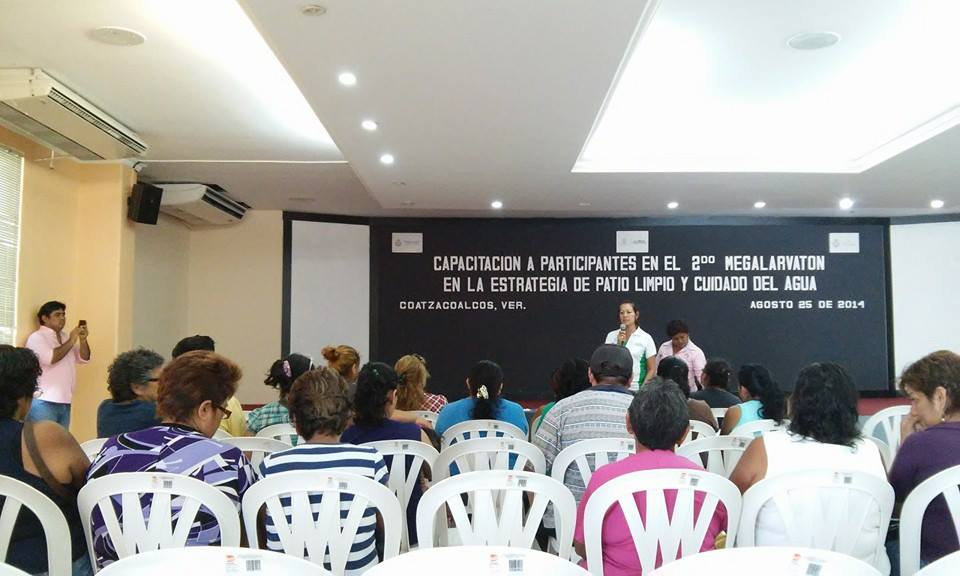 CAPACITACION A PARTICIPANTES EN EL 2DO MEGALARVATON
EN LA ESTRATEGIA DE PATIO LIMPIO Y CUIDADO DEL AGUA
COATZACOALCOS, VER. AGOSTO 25 DE 2014